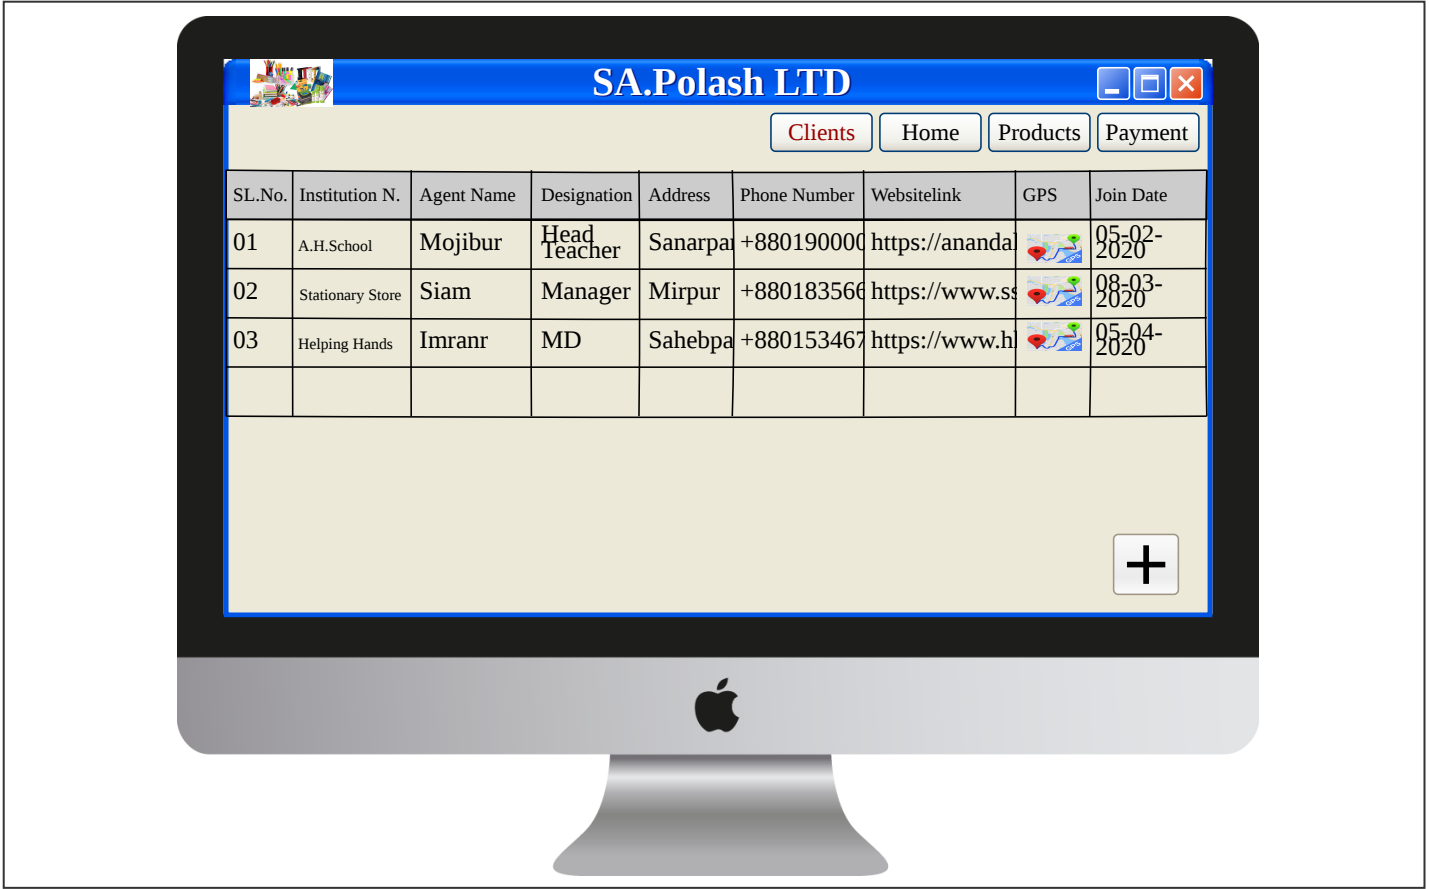 SA.Polash LTD
Clients Home Products Payment
SL.No. Institution N. Agent Name Designation Address Phone Number Websitelink GPS Join Date
01 A.H.School Mojibur Head Teacher Sanarpar +880190000 https://anandal 05-02-2020
02 Stationary Store Siam Manager Mirpur +880183566 https://www.ss 08-03-2020
03 Helping Hands Imranr MD Sahebpa +880153467 https://www.hl 05-04-2020